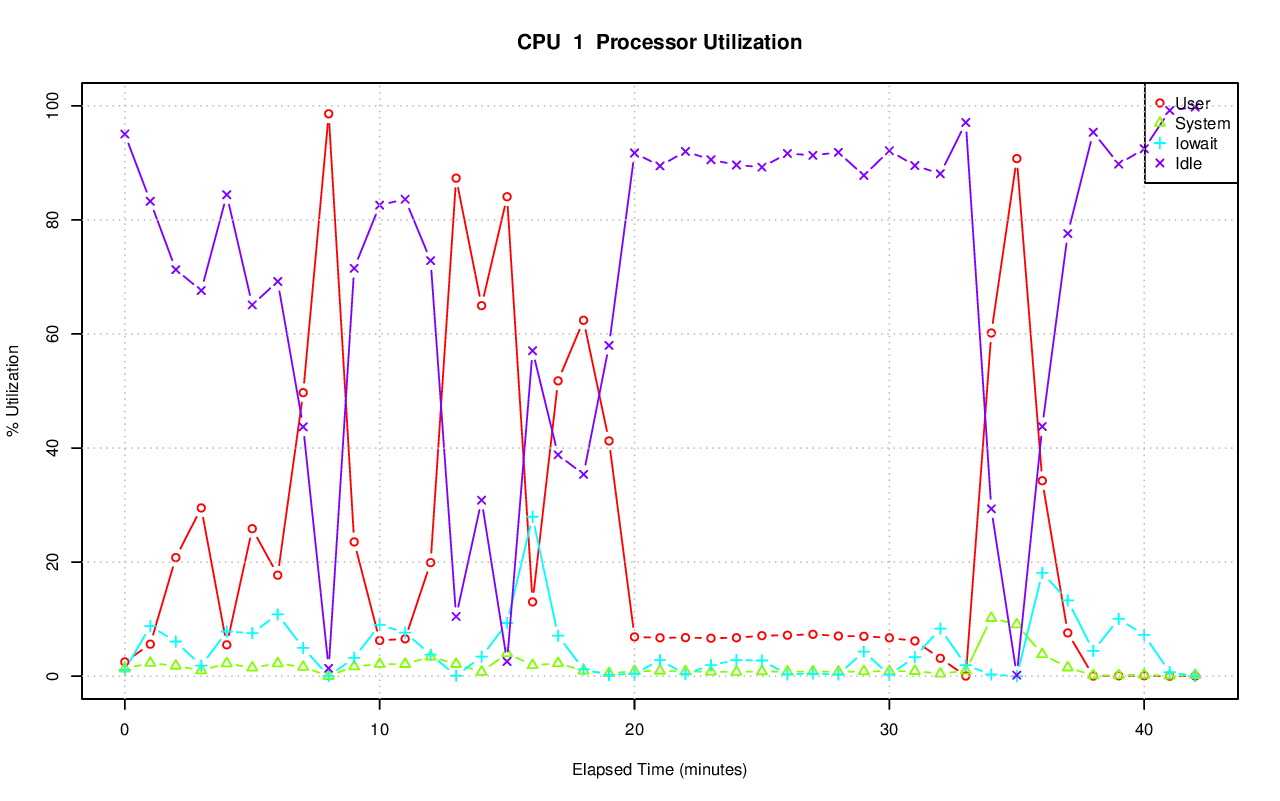 CPU 1 Processor Utilization
% Utilization
100
80
60
40
20
0
User
System
Iowait
Idle
0 10 20 30 40
Elapsed Time (minutes)